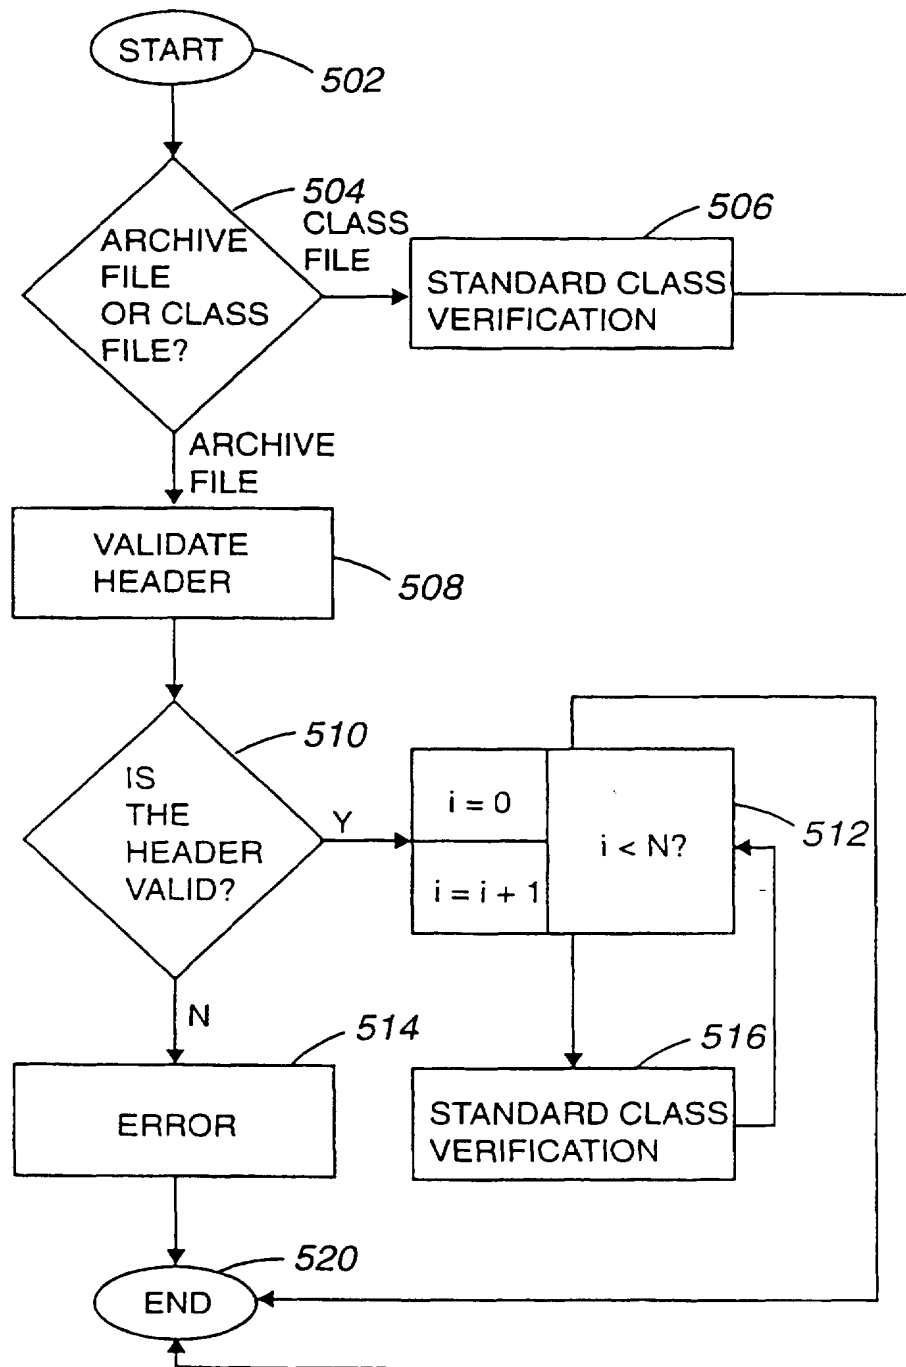 START
502
504
ARCHIVE
FILE
OR CLASS
FILE?
CLASS
FILE
506
STANDARD CLASS
VERIFICATION
ARCHIVE
FILE
VALIDATE
HEADER
508
510
IS
THE
HEADER
VALID?
Y
i = 0
i = i + 1
i < N?
512
N
514
ERROR
516
STANDARD CLASS
VERIFICATION
520
END